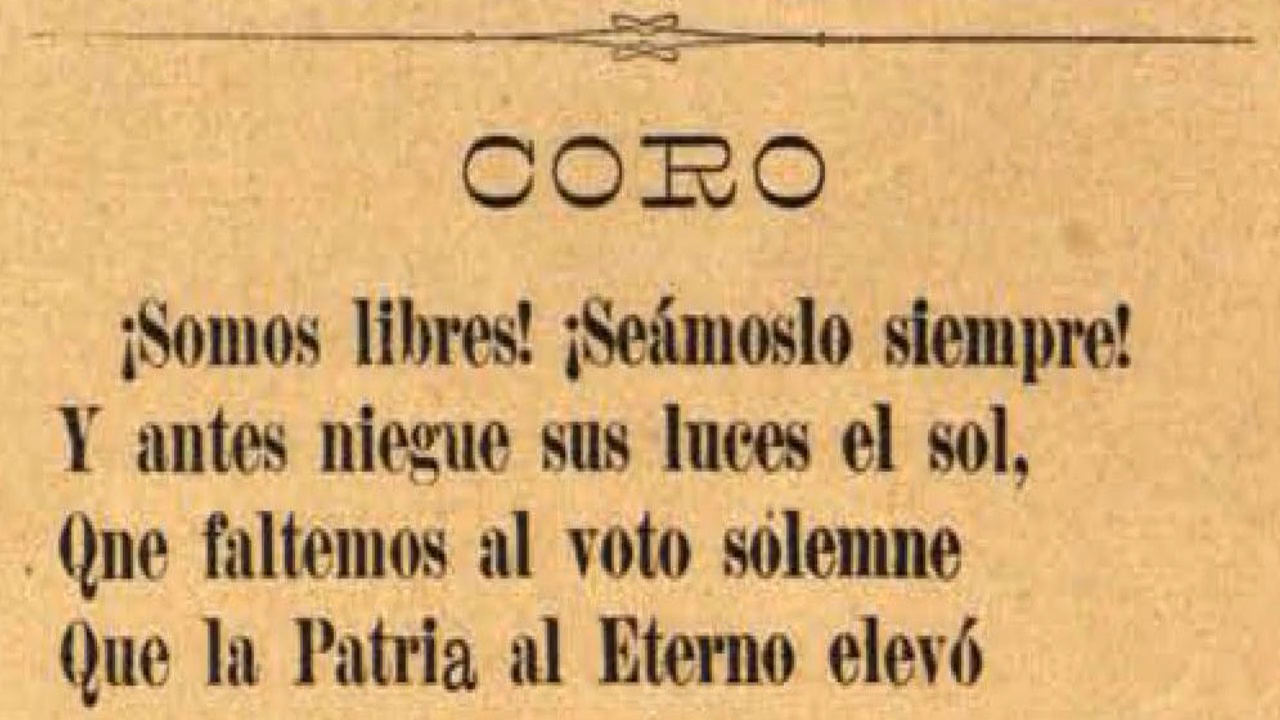 CORO
¡Somos libres! ¡Seámoslo siempre!
Y antes niegue sus luces el sol,
Qne faltemos al voto solemne
Que la Patria al Eterno elevó